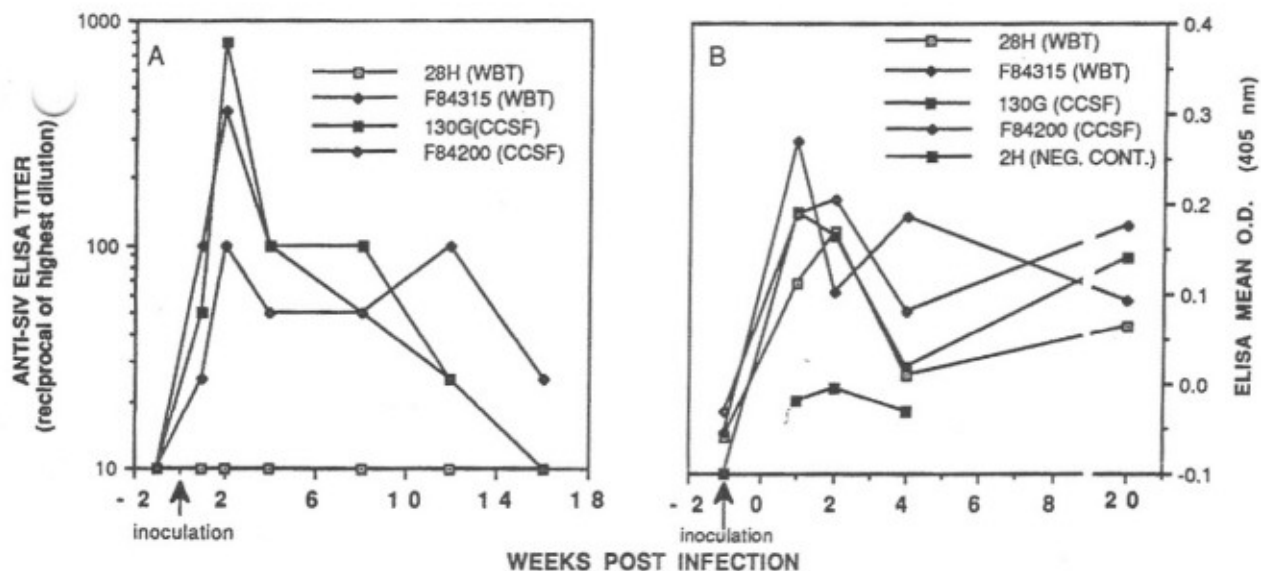 A
28H (WBT)
F84315 (WBT)
130G(CCSF)
F84200 (CCSF)
1000
100
10
ANTI-SIV ELISA TITER
(reciprocal of highest dilution)
- 2 2 6 1 0 1 4 1 8
inoculation
B
28H (WBT)
F84315 (WBT)
130G (CCSF)
F84200 (CCSF)
2H (NEG. CONT.)
0.4
0.3
0.2
0.1
0.0
-0.1
ELISA MEAN O.D. (405 nm)
- 2 0 2 4 6 8 2 0
inoculation
WEEKS POST INFECTION